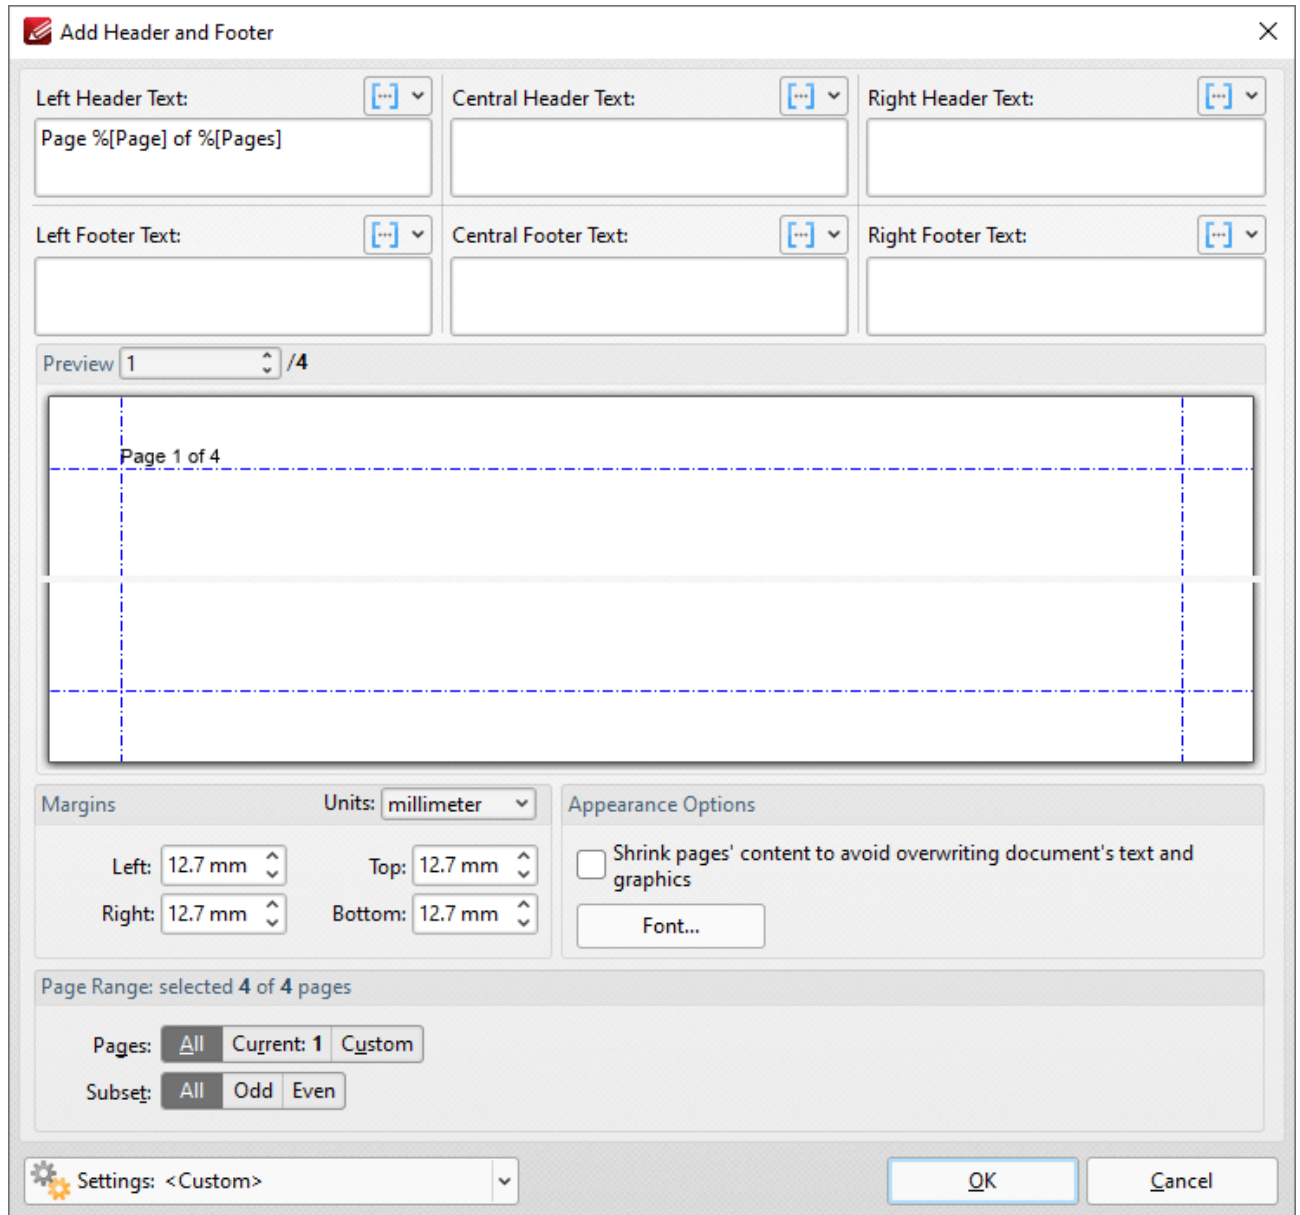 Add Header and Footer
Left Header Text:
Central Header Text:
Right Header Text:
Page %[Page] of %[Pages]
Left Footer Text:
Central Footer Text:
Right Footer Text:
Preview 1 /4
Page 1 of 4
Margins
Units: millimeter
Left: 12.7 mm
Top: 12.7 mm
Right: 12.7 mm
Bottom: 12.7 mm
Appearance Options
Shrink pages' content to avoid overwriting document's text and
graphics
Font...
Page Range: selected 4 of 4 pages
Pages: All Current: 1 Custom
Subset: All Odd Even
Settings: <Custom>
OK
Cancel